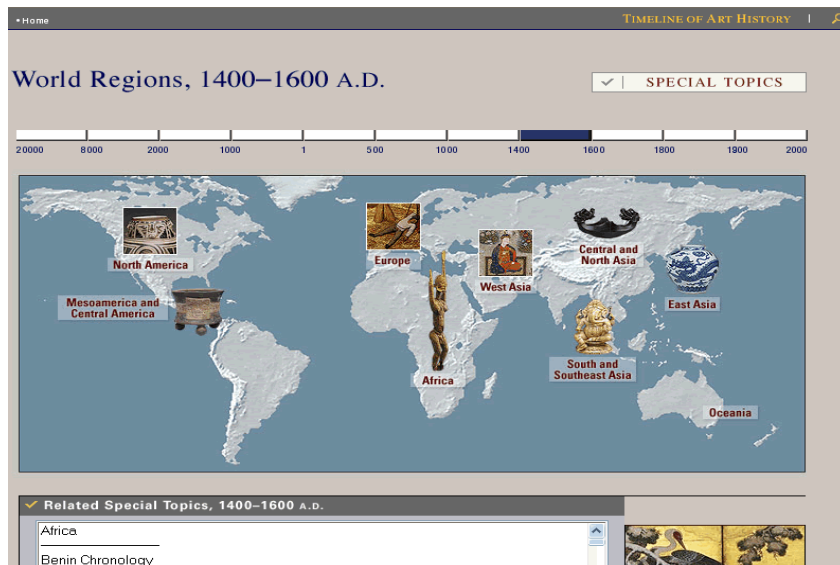 Home
TIMELINE OF ART HISTORY
World Regions, 1400–1600 A.D.
SPECIAL TOPICS
20000 8000 2000 1000 1 500 1000 1400 1600 1800 1900 2000
North America
Europe
Central and
North Asia
West Asia
Mesoamerica and
Central America
East Asia
South and
Southeast Asia
Africa
Oceania
Related Special Topics, 1400–1600 A.D.
Africa
Benin Chronology